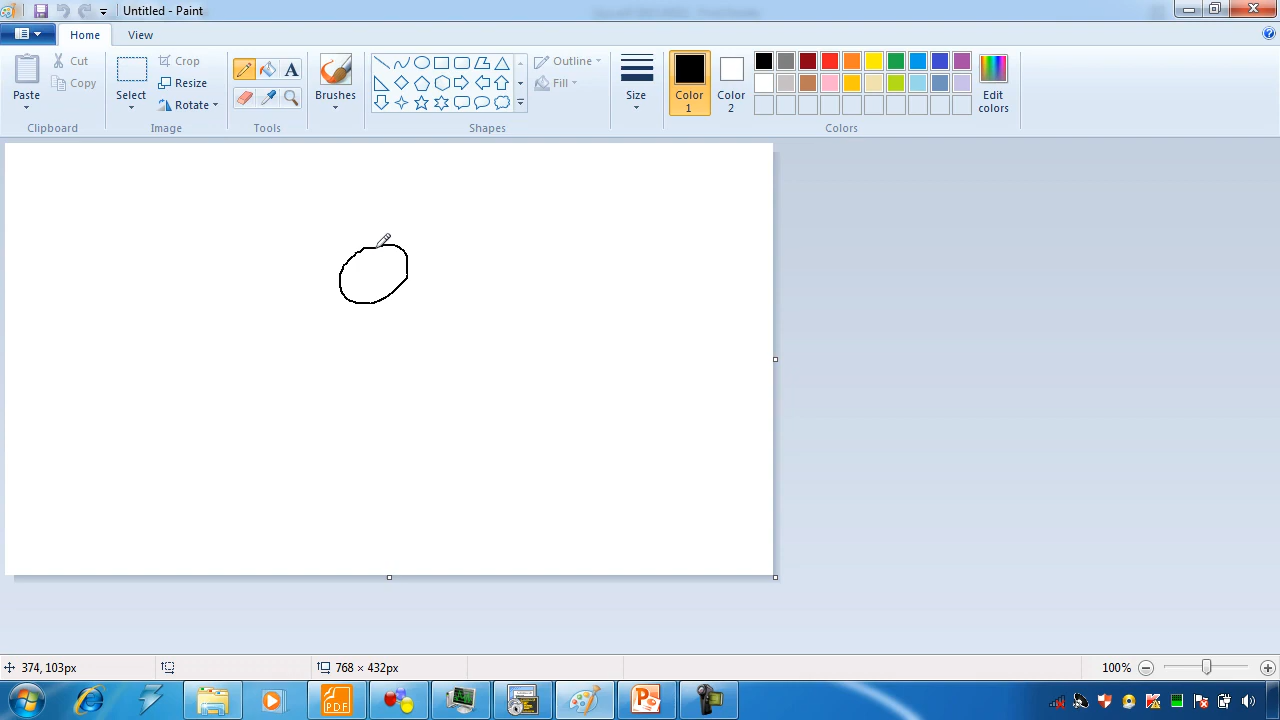 Untitled - Paint
Home
View
Paste
Cut
Copy
Clipboard
Select
Crop
Resize
Rotate
Image
A
Tools
Brushes
Shapes
Outline
Fill
Size
Color 1
Color 2
Edit colors
Colors
374, 103px
768 × 432px
100%
PDF